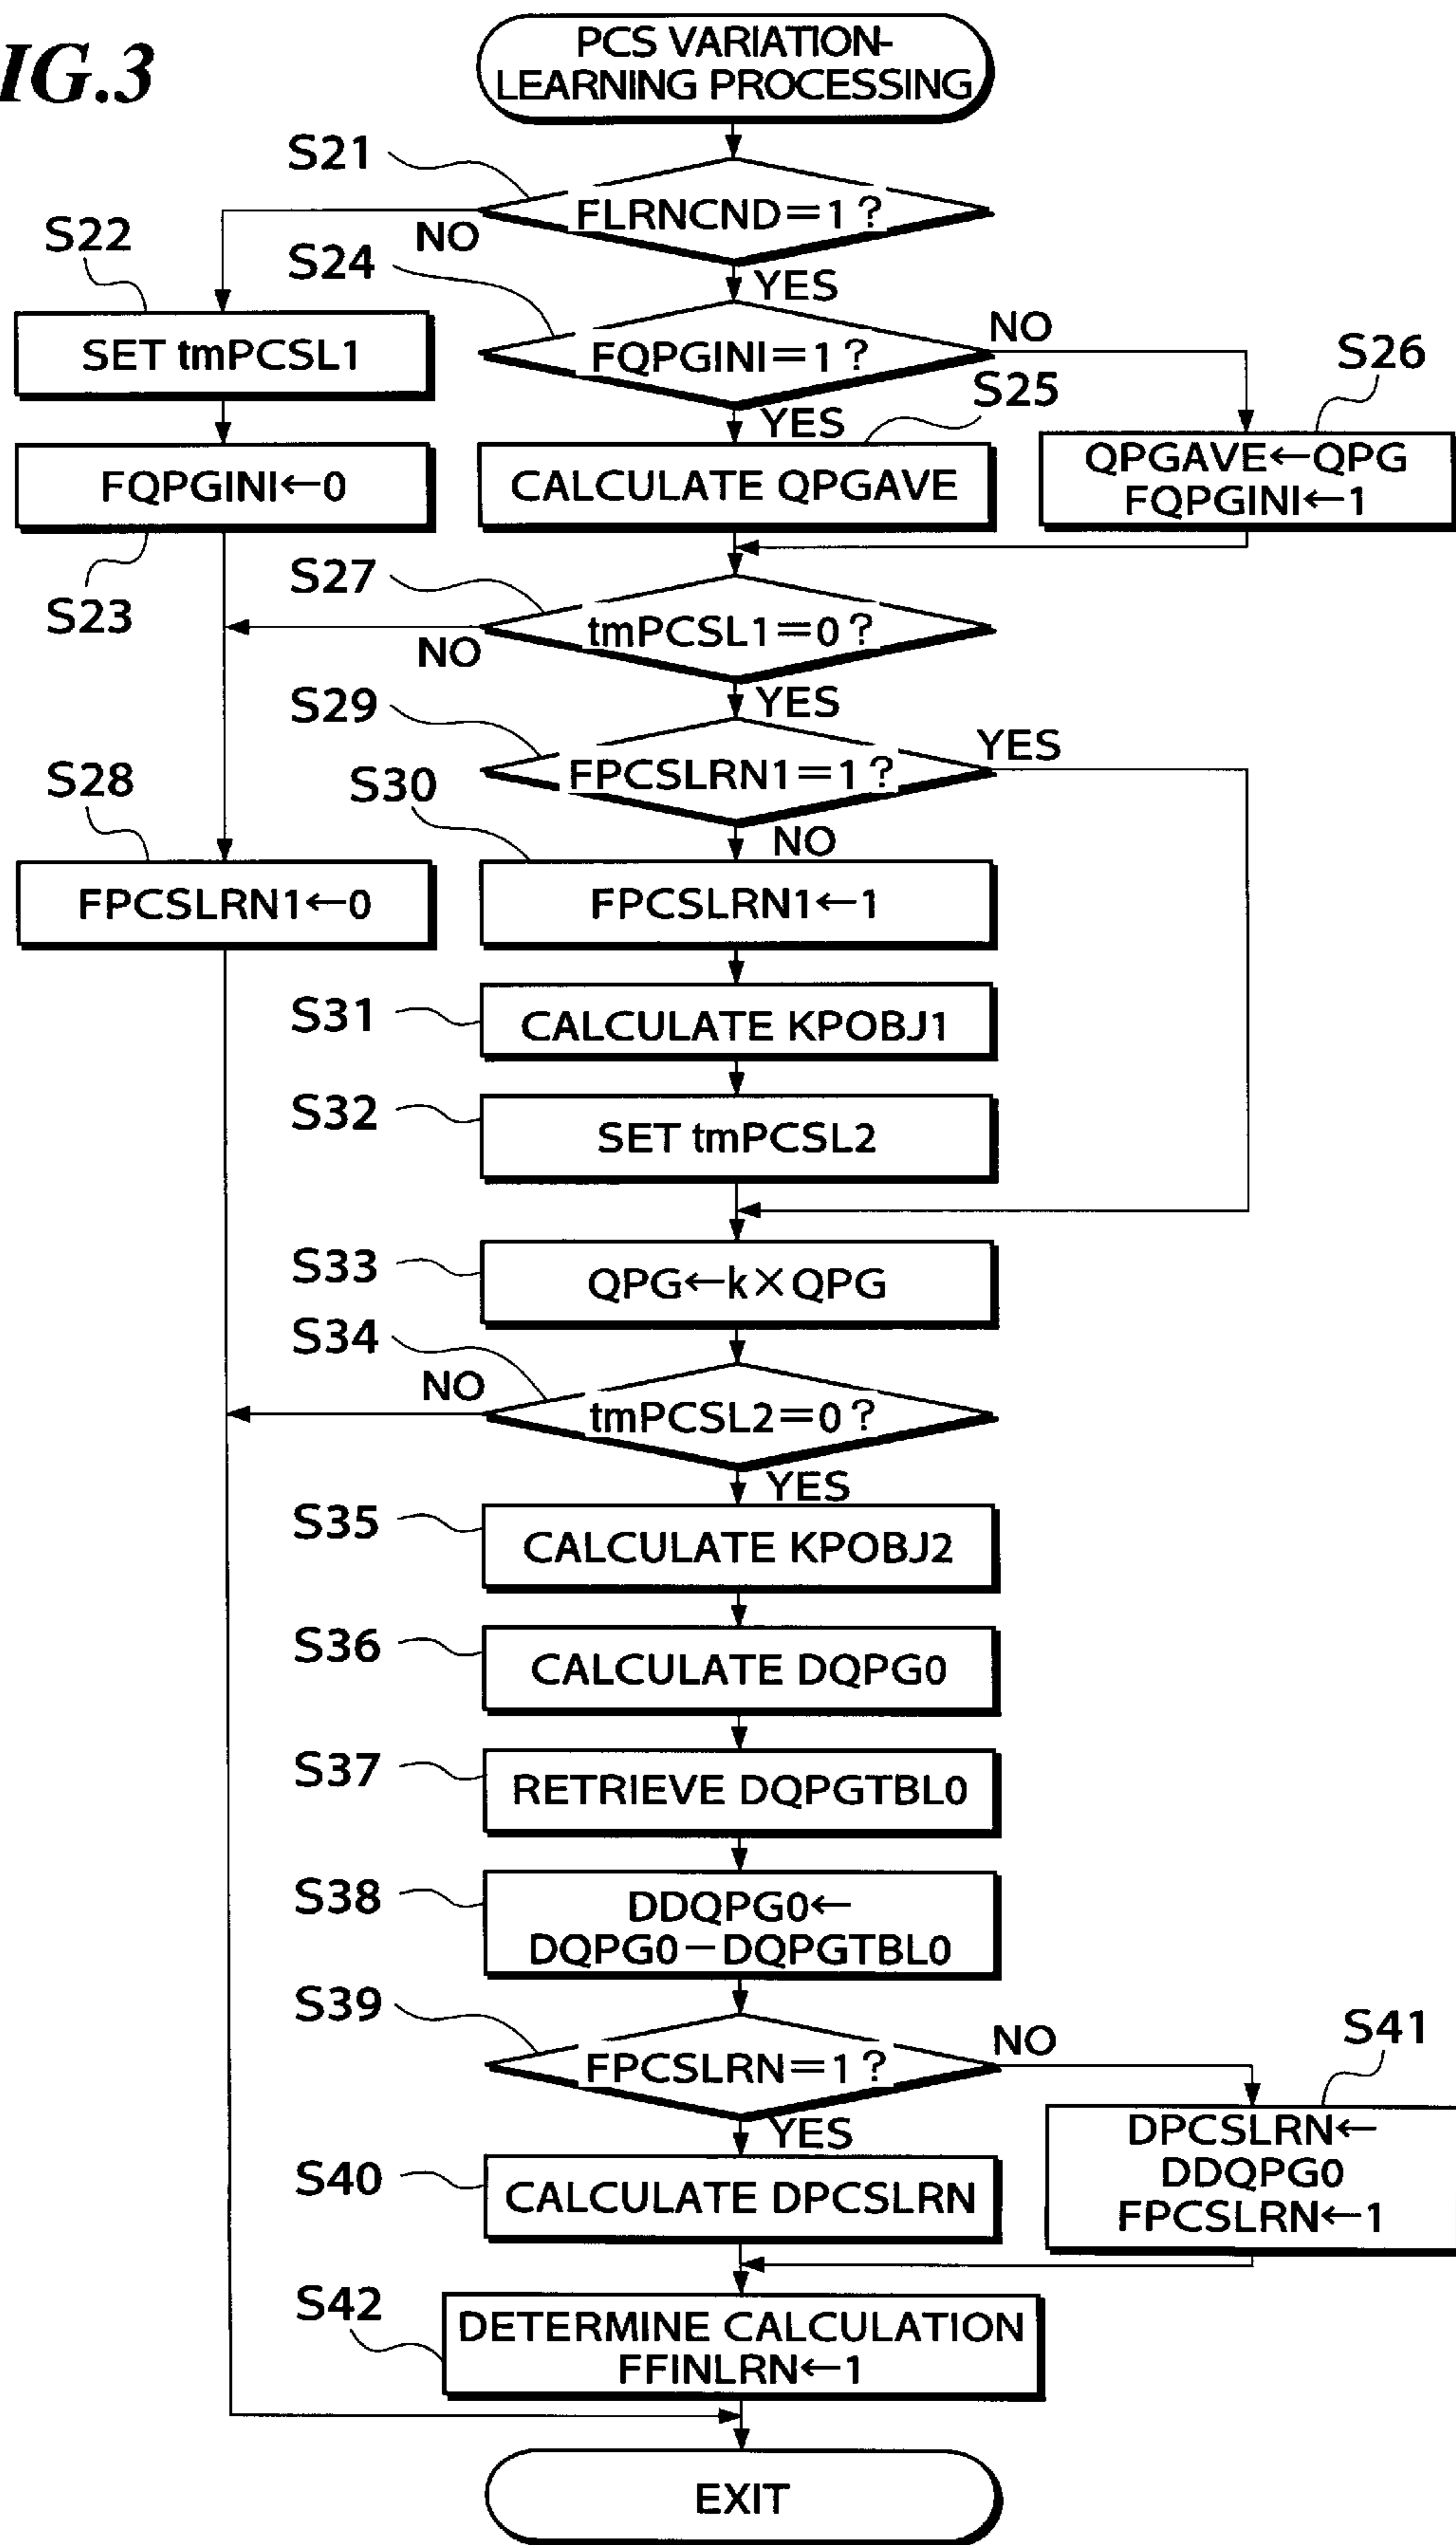 IG.3
PCS VARIATION-
LEARNING PROCESSING
S21
FLRNCND=1?
NO
YES
S22
SET tmPCSL1
S24
FQPGINI=1?
NO
YES
S25
CALCULATE QPGAVE
S26
QPGAVE←QPG
FQPGINI←1
FQPGINI←0
S23
S27
tmPCSL1=0?
NO
YES
S29
FPCSLRN1=1?
YES
NO
S28
FPCSLRN1←0
S30
FPCSLRN1←1
S31
CALCULATE KPOBJ1
S32
SET tmPCSL2
S33
QPG←k×QPG
S34
tmPCSL2=0?
NO
YES
S35
CALCULATE KPOBJ2
S36
CALCULATE DQPG0
S37
RETRIEVE DQPGTBL0
S38
DDQPG0←
DQPG0−DQPGTBL0
S39
FPCSLRN=1?
NO
YES
S41
DPCSLRN←
DDQPG0
FPCSLRN←1
S40
CALCULATE DPCSLRN
S42
DETERMINE CALCULATION
FFINLRN←1
EXIT